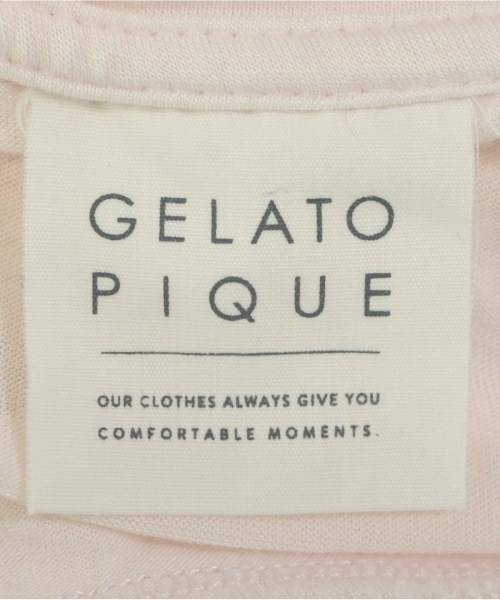 GELATO
PIQUE
OUR CLOTHES ALWAYS GIVE YOU
COMFORTABLE MOMENTS.